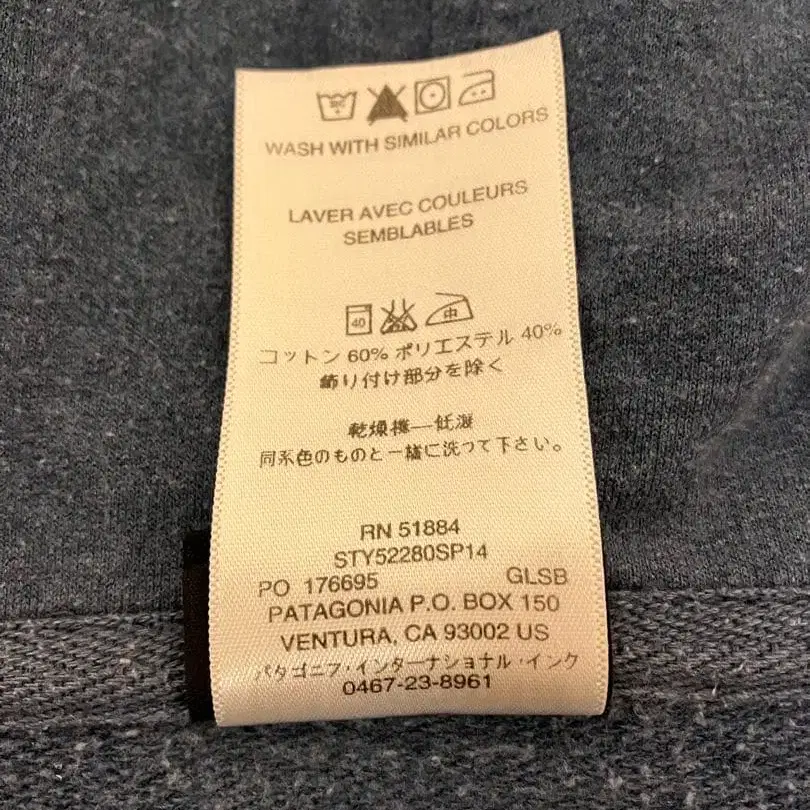 WASH WITH SIMILAR COLORS
LAVER AVEC COULEURS
SEMBLABLES
40
中
コットン 60% ポリエステル 40%
飾り付け部分を除く
乾燥機—低温
同系色のものと一緒に洗って下さい。
RN 51884
STY52280SP14
PO 176695 GLSB
PATAGONIA P.O. BOX 150
VENTURA, CA 93002 US
パタゴニア・インターナショナル・インク
0467-23-8961